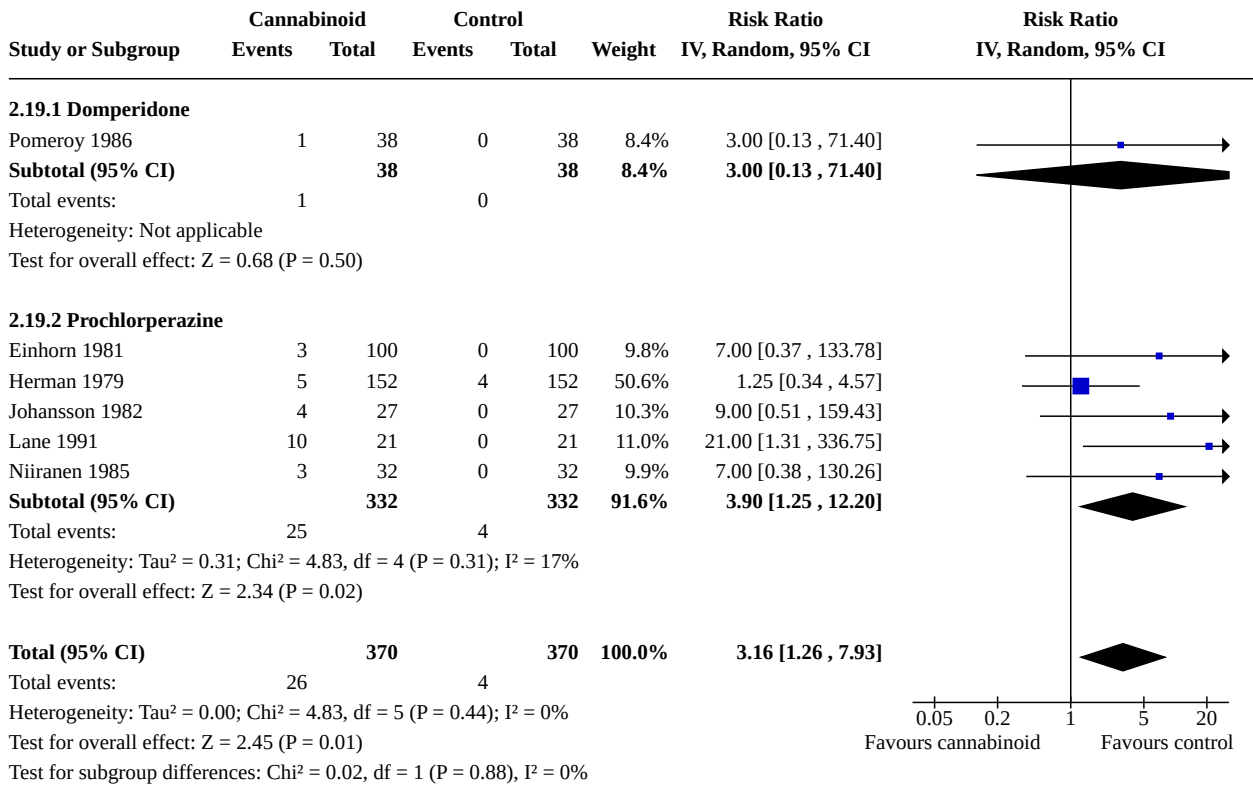 Cannabinoid Control Risk Ratio Risk Ratio
Study or Subgroup Events Total Events Total Weight IV, Random, 95% CI IV, Random, 95% CI
2.19.1 Domperidone
Pomeroy 1986 1 38 0 38 8.4% 3.00 [0.13 , 71.40]
Subtotal (95% CI) 38 38 8.4% 3.00 [0.13 , 71.40]
Total events: 1 0
Heterogeneity: Not applicable
Test for overall effect: Z = 0.68 (P = 0.50)
2.19.2 Prochlorperazine
Einhorn 1981 3 100 0 100 9.8% 7.00 [0.37 , 133.78]
Herman 1979 5 152 4 152 50.6% 1.25 [0.34 , 4.57]
Johansson 1982 4 27 0 27 10.3% 9.00 [0.51 , 159.43]
Lane 1991 10 21 0 21 11.0% 21.00 [1.31 , 336.75]
Niiranen 1985 3 32 0 32 9.9% 7.00 [0.38 , 130.26]
Subtotal (95% CI) 332 332 91.6% 3.90 [1.25 , 12.20]
Total events: 25 4
Heterogeneity: Tau² = 0.31; Chi² = 4.83, df = 4 (P = 0.31); I² = 17%
Test for overall effect: Z = 2.34 (P = 0.02)
Total (95% CI) 370 370 100.0% 3.16 [1.26 , 7.93]
Total events: 26 4
Heterogeneity: Tau² = 0.00; Chi² = 4.83, df = 5 (P = 0.44); I² = 0%
0.05 0.2 1 5 20
Test for overall effect: Z = 2.45 (P = 0.01) Favours cannabinoid Favours control
Test for subgroup differences: Chi² = 0.02, df = 1 (P = 0.88), I² = 0%